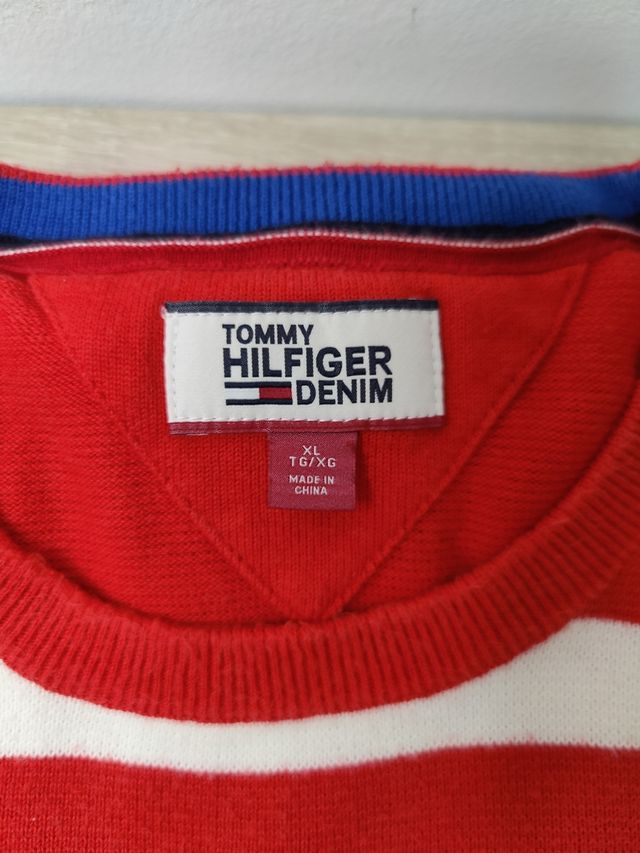 TOMMY
HILFIGER
DENIM
XL
TG/XG
MADE IN
CHINA